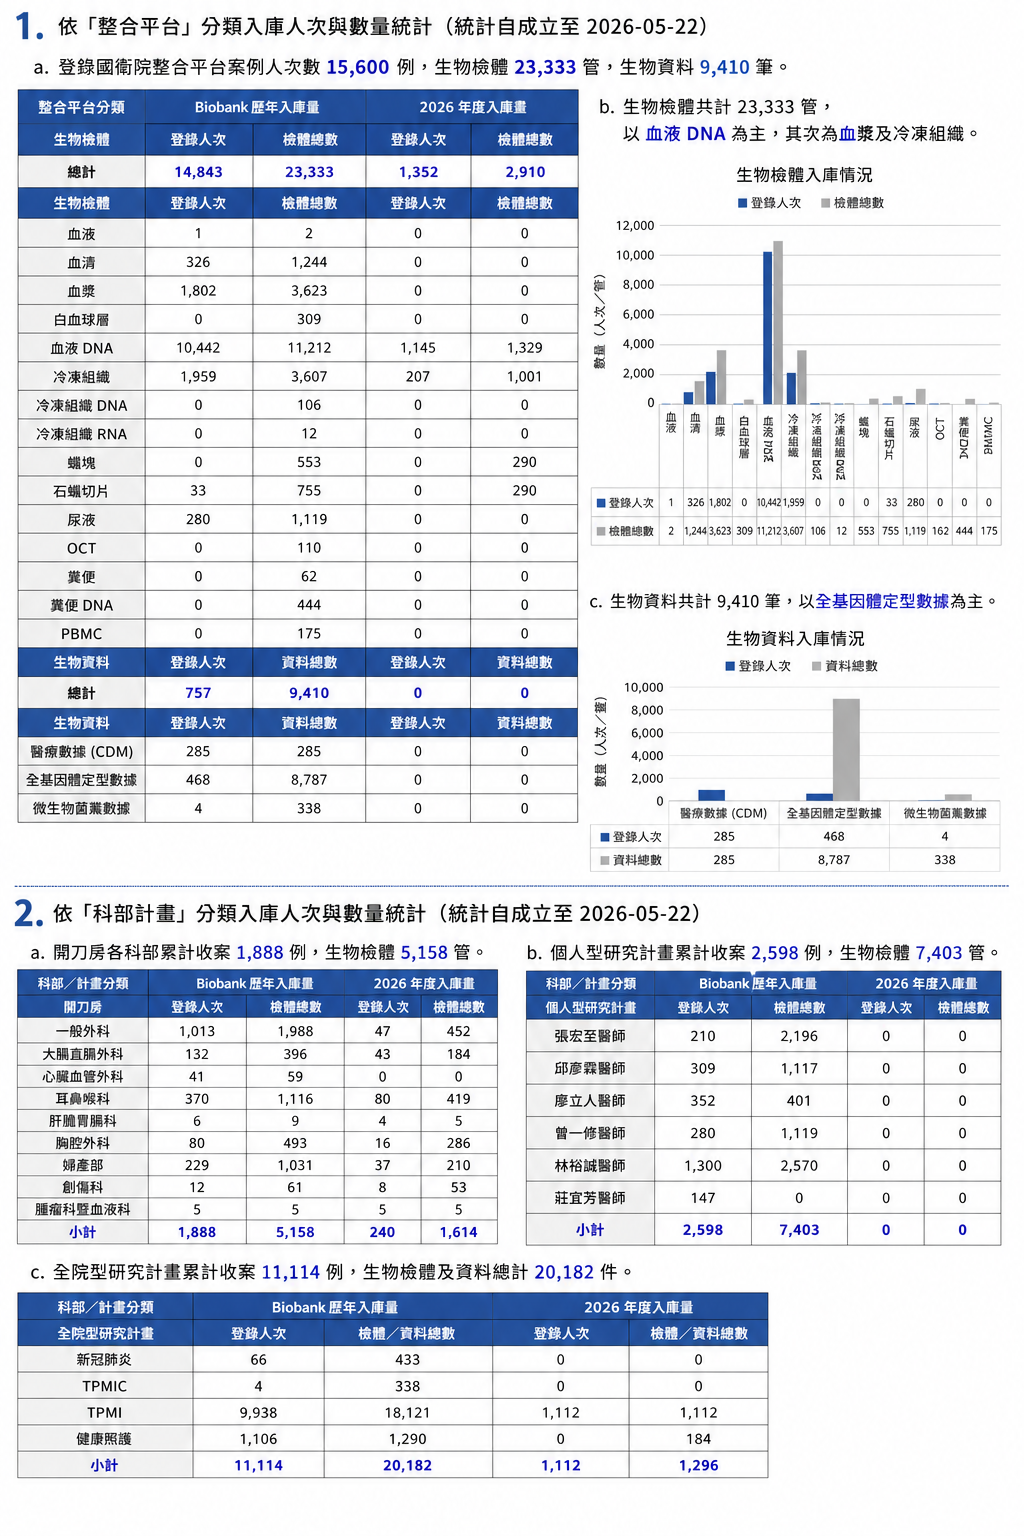 1. 依「整合平台」分類入庫人次與數量統計（統計自成立至 2026-05-22）
a. 登錄國衛院整合平台案例人次數 15,600 例，生物檢體 23,333 管，生物資料 9,410 筆。
整合平台分類 Biobank 歷年入庫量 2026 年度入庫量
生物檢體 登錄人次 檢體總數 登錄人次 檢體總數
總計 14,843 23,333 1,352 2,910
生物檢體 登錄人次 檢體總數 登錄人次 檢體總數
血液 1 2 0 0
血清 326 1,244 0 0
血漿 1,802 3,623 0 0
白血球層 0 309 0 0
血液 DNA 10,442 11,212 1,145 1,329
冷凍組織 1,959 3,607 207 1,001
冷凍組織 DNA 0 106 0 0
冷凍組織 RNA 0 12 0 0
蠟塊 0 553 0 290
石蠟切片 33 755 0 290
尿液 280 1,119 0 0
OCT 0 110 0 0
糞便 0 62 0 0
糞便 DNA 0 444 0 0
PBMC 0 175 0 0
生物資料 登錄人次 資料總數 登錄人次 資料總數
總計 757 9,410 0 0
生物資料 登錄人次 資料總數 登錄人次 資料總數
醫療數據 (CDM) 285 285 0 0
全基因體定型數據 468 8,787 0 0
微生物菌叢數據 4 338 0 0
b. 生物檢體共計 23,333 管，
以 血液 DNA 為主，其次為血漿及冷凍組織。
生物檢體入庫情況
登錄人次 檢體總數
數量（人次／管）
12,000
10,000
8,000
6,000
4,000
2,000
0
血液 血清 血漿 白血球層 冷凍組織 蠟塊 石蠟切片 尿液 OCT
登錄人次 1 326 1,802 0 10,442 1,959 0 0 0 33 280 0 0 0
檢體總數 2 1,244 3,623 309 11,212 3,607 106 12 553 755 1,119 162 444 175
c. 生物資料共計 9,410 筆，以全基因體定型數據為主。
生物資料入庫情況
登錄人次 資料總數
10,000
8,000
6,000
4,000
2,000
0
醫療數據 (CDM) 全基因體定型數據 微生物菌叢數據
登錄人次 285 468 4
資料總數 285 8,787 338
2. 依「科部計畫」分類入庫人次與數量統計（統計自成立至 2026-05-22）
a. 開刀房各科部累計收案 1,888 例，生物檢體 5,158 管。
科部／計畫分類 Biobank 歷年入庫量 2026 年度入庫量
開刀房 登錄人次 檢體總數 登錄人次 檢體總數
一般外科 1,013 1,988 47 452
大腸直腸外科 132 396 43 184
心臟血管外科 41 59 0 0
耳鼻喉科 370 1,116 80 419
肝膽胃腸科 6 9 4 5
胸腔外科 80 493 16 286
婦產部 229 1,031 37 210
創傷科 12 61 8 53
腫瘤科暨血液科 5 5 5 5
小計 1,888 5,158 240 1,614
b. 個人型研究計畫累計收案 2,598 例，生物檢體 7,403 管。
科部／計畫分類 Biobank 歷年入庫量 2026 年度入庫量
個人型研究計畫 登錄人次 檢體總數 登錄人次 檢體總數
張宏至醫師 210 2,196 0 0
邱彥霖醫師 309 1,117 0 0
廖立人醫師 352 401 0 0
曾一修醫師 280 1,119 0 0
林裕誠醫師 1,300 2,570 0 0
莊宜芳醫師 147 0 0 0
小計 2,598 7,403 0 0
c. 全院型研究計畫累計收案 11,114 例，生物檢體及資料總計 20,182 件。
科部／計畫分類 Biobank 歷年入庫量 2026 年度入庫量
全院型研究計畫 登錄人次 檢體／資料總數 登錄人次 檢體／資料總數
新冠肺炎 66 433 0 0
TPMIC 4 338 0 0
TPMI 9,938 18,121 1,112 1,112
健康照護 1,106 1,290 0 184
小計 11,114 20,182 1,112 1,296